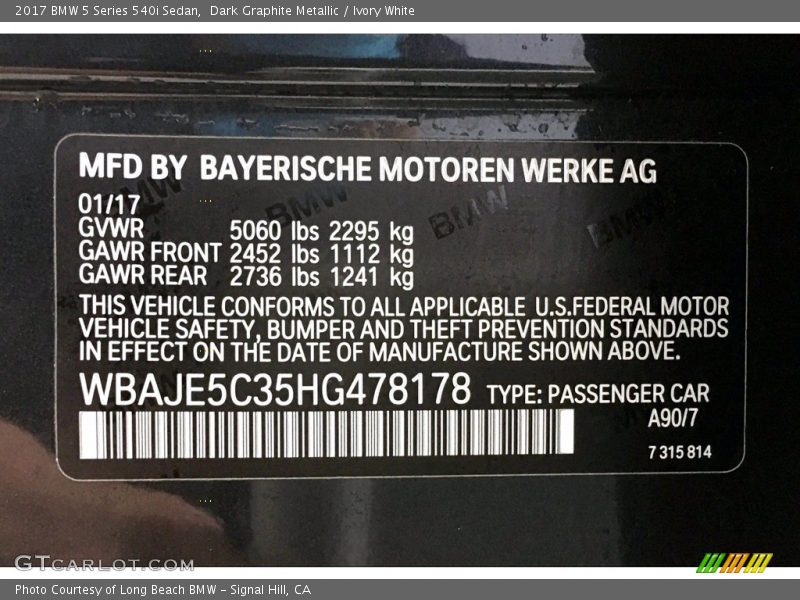 2017 BMW 5 Series 540i Sedan,  Dark Graphite Metallic / Ivory White
MFD BY BAYERISCHE MOTOREN WERKE AG
01/17
GVWR 5060 lbs 2295 kg
GAWR FRONT 2452 lbs 1112 kg
GAWR REAR 2736 lbs 1241 kg
THIS VEHICLE CONFORMS TO ALL APPLICABLE U.S.FEDERAL MOTOR
VEHICLE SAFETY, BUMPER AND THEFT PREVENTION STANDARDS
IN EFFECT ON THE DATE OF MANUFACTURE SHOWN ABOVE.
WBAJE5C35HG478178 TYPE: PASSENGER CAR
A90/7
7 315 814
BMW BMW BMW BMW
GTCARLOT.COM
Photo Courtesy of Long Beach BMW - Signal Hill, CA